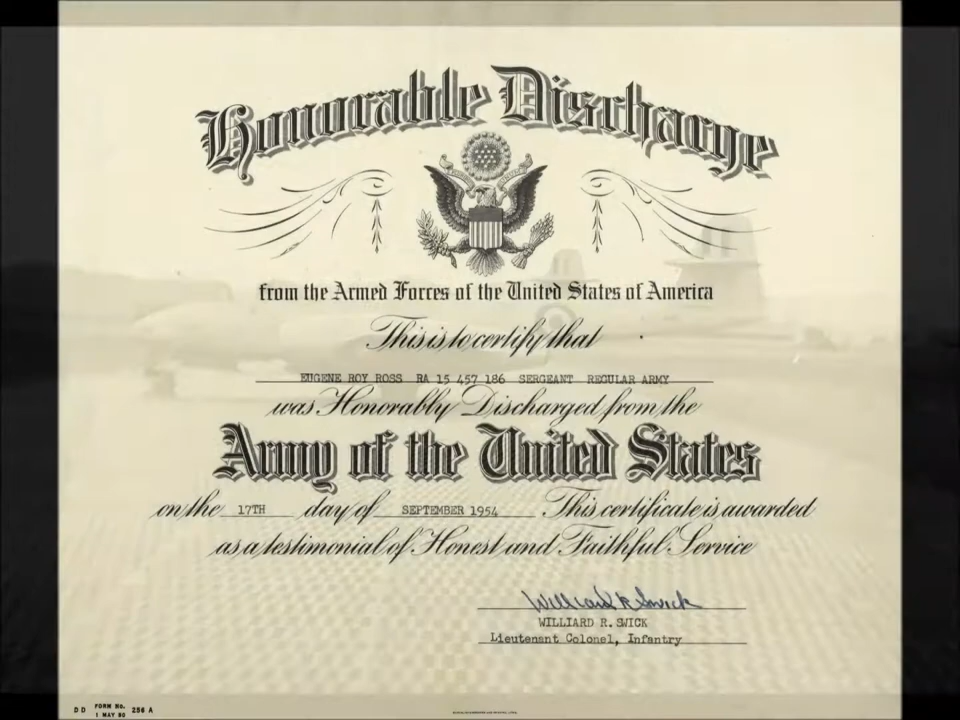 Honorable Discharge
from the Armed Forces of the United States of America
This is to certify that
EUGENE ROY ROSS RA 15 457 186 SERGEANT REGULAR ARMY
was Honorably Discharged from the
Army of the United States
on the 17TH day of SEPTEMBER 1954 This certificate is awarded
as a testimonial of Honest and Faithful Service
Williard R Swick
WILLIARD R. SWICK
Lieutenant Colonel, Infantry
DD FORM No. 256 A
1 MAY 50